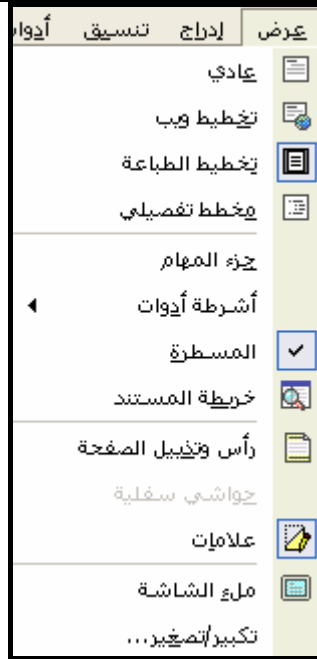 عرض إدراج تنسيق أدوا
عادي
تخطيط ويب
تخطيط الطباعة
مخطط تفصيلي
جزء المهام
أشرطة أدوات
المسطرة
خريطة المستند
رأس وتذييل الصفحة
حواشي سفلية
علامات
ملء الشاشة
تكبير/تصغير...